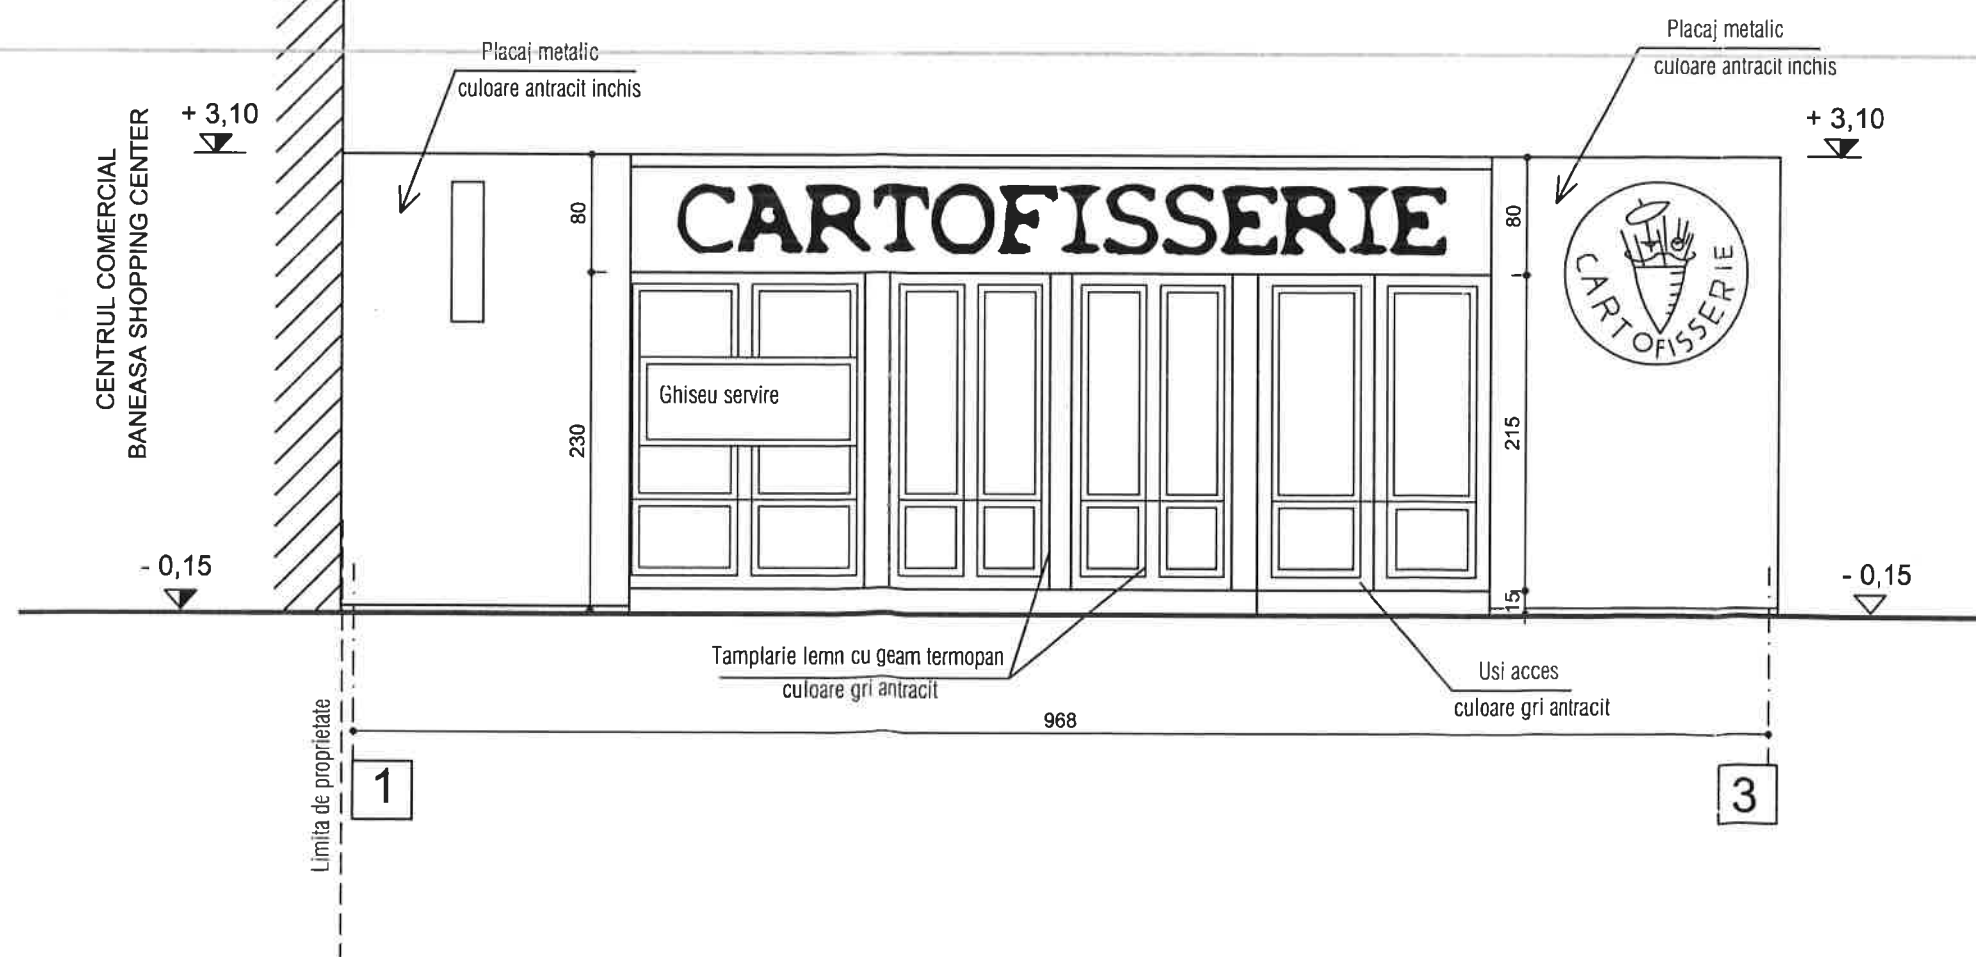 Placaj metalic
culoare antracit inchis
Placaj metalic
culoare antracit inchis
+ 3,10
+ 3,10
CENTRUL COMERCIAL
BANEASA SHOPPING CENTER
80
CARTOFISSERIE
80
CARTOFISSERIE
Ghiseu servire
230
215
- 0,15
- 0,15
15
Tamplarie lemn cu geam termopan
culoare gri antracit
Usi acces
culoare gri antracit
968
Limita de proprietate
1
3